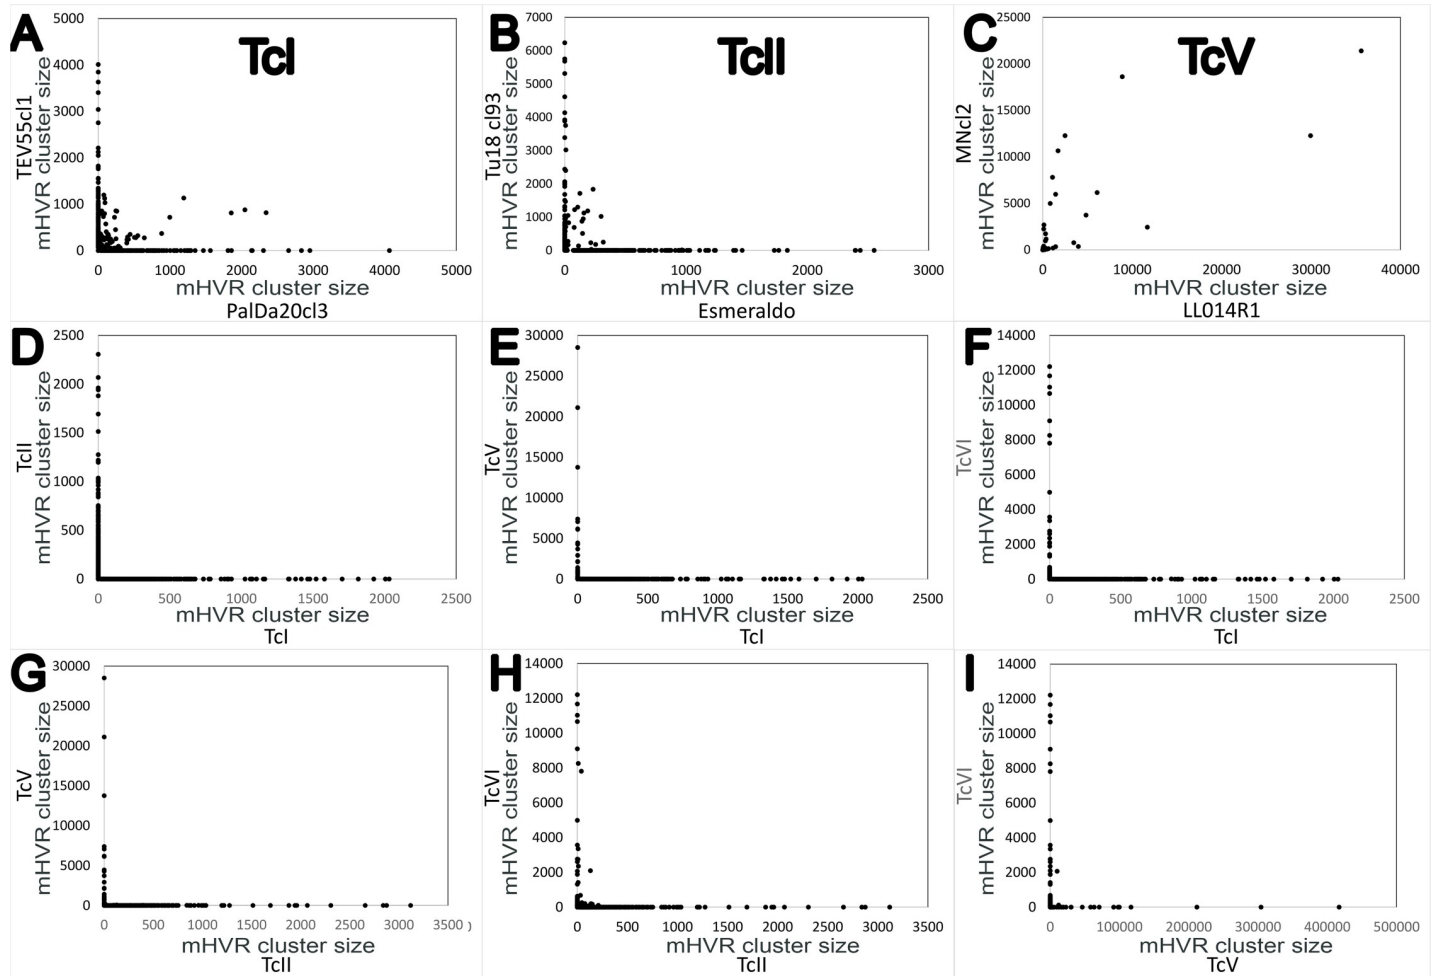 A
TcI
5000
4000
3000
2000
1000
0
0 1000 2000 3000 4000 5000
TEV55cl1
mHVR cluster size
mHVR cluster size
PalDa20cl3
B
TcII
7000
6000
5000
4000
3000
2000
1000
0
0 1000 2000 3000
Tu18 cl93
mHVR cluster size
mHVR cluster size
Esmeraldo
C
TcV
25000
20000
15000
10000
5000
0
0 10000 20000 30000 40000
MNcl2
mHVR cluster size
mHVR cluster size
LL014R1
D
2500
2000
1500
1000
500
0
0 500 1000 1500 2000 2500
TcII
mHVR cluster size
mHVR cluster size
TcI
E
30000
25000
20000
15000
10000
5000
0
0 500 1000 1500 2000 2500
TcV
mHVR cluster size
mHVR cluster size
TcI
F
14000
12000
10000
8000
6000
4000
2000
0
0 500 1000 1500 2000 2500
TcVI
mHVR cluster size
mHVR cluster size
TcI
G
30000
25000
20000
15000
10000
5000
0
0 500 1000 1500 2000 2500 3000 3500 )
TcV
mHVR cluster size
mHVR cluster size
TcII
H
14000
12000
10000
8000
6000
4000
2000
0
0 500 1000 1500 2000 2500 3000 3500
TcVI
mHVR cluster size
mHVR cluster size
TcII
I
14000
12000
10000
8000
6000
4000
2000
0
0 100000 200000 300000 400000 500000
TcVI
mHVR cluster size
mHVR cluster size
TcV